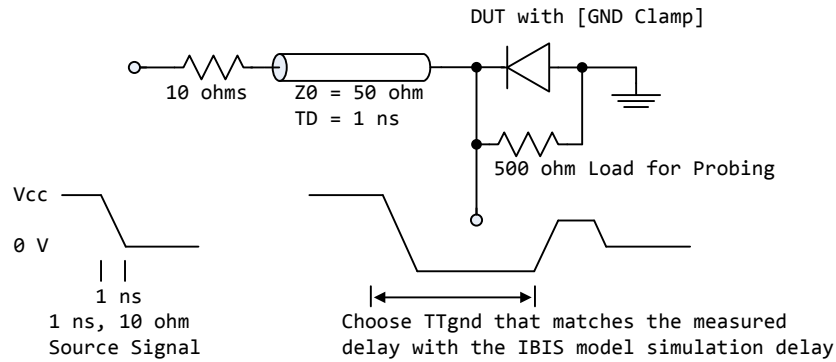 DUT with [GND Clamp]
10 ohms
Z0 = 50 ohm
TD = 1 ns
500 ohm Load for Probing
Vcc
0 V
1 ns
1 ns, 10 ohm
Source Signal
Choose TTgnd that matches the measured
delay with the IBIS model simulation delay